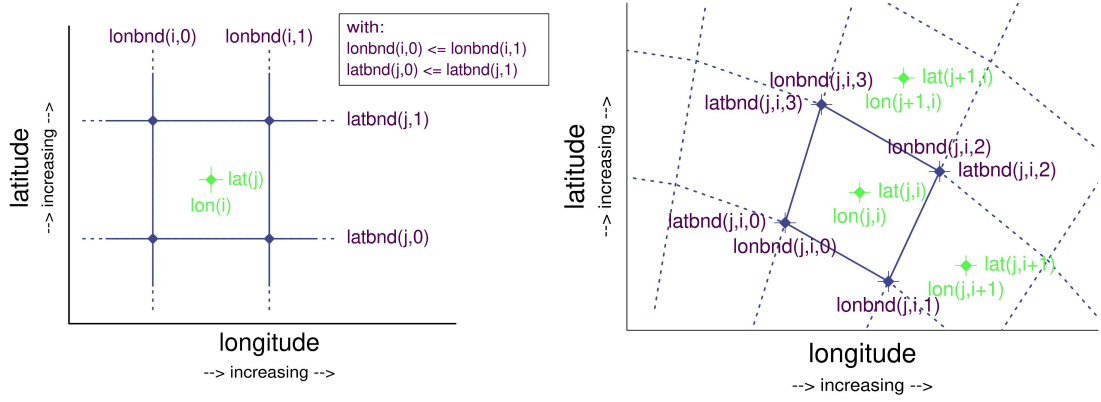 lonbnd(i,0) lonbnd(i,1)
with:
lonbnd(i,0) <= lonbnd(i,1)
latbnd(j,0) <= latbnd(j,1)
latbnd(j,1)
lat(j)
lon(i)
latbnd(j,0)
latitude
--> increasing -->
longitude
--> increasing -->
lonbnd(j,i,3)
latbnd(j,i,3)
lat(j+1,i)
lon(j+1,i)
lonbnd(j,i,2)
latbnd(j,i,2)
lat(j,i)
lon(j,i)
latbnd(j,i,0)
lonbnd(j,i,0)
lat(j,i+1)
lon(j,i+1)
lonbnd(j,i,1)
latitude
--> increasing -->
longitude
--> increasing -->